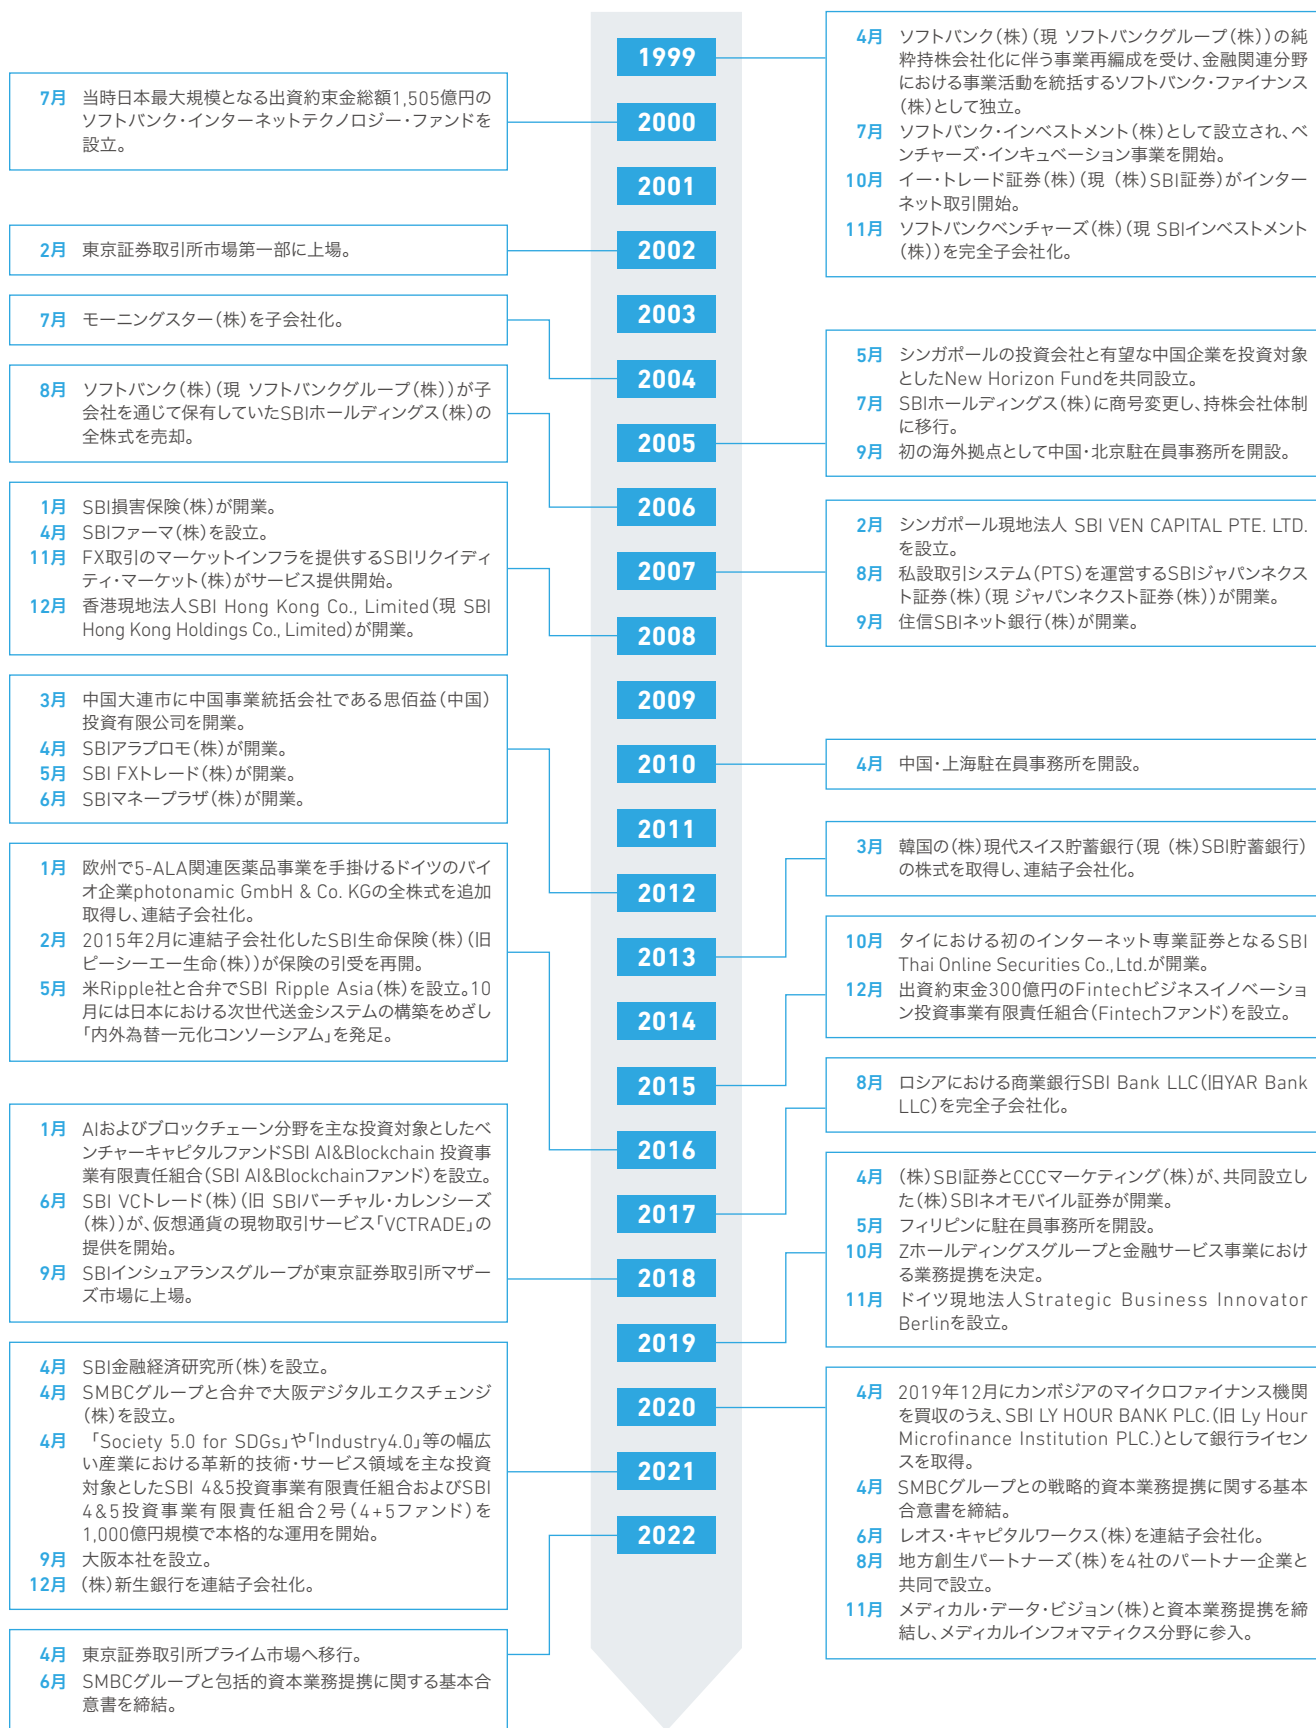 1999
4月 ソフトバンク(株)(現 ソフトバンクグループ(株))の純
粋持株会社化に伴う事業再編成を受け、金融関連分野
における事業活動を統括するソフトバンク・ファイナンス
(株)として独立。
7月 ソフトバンク・インベストメント(株)として設立され、ベ
ンチャーズ・インキュベーション事業を開始。
10月 イー・トレード証券(株)(現 (株)SBI証券)がインター
ネット取引開始。
11月 ソフトバンクベンチャーズ(株)(現 SBIインベストメント
(株))を完全子会社化。
2000
7月 当時日本最大規模となる出資約束金総額1,505億円の
ソフトバンク・インターネットテクノロジー・ファンドを
設立。
2001
2002
2月 東京証券取引所市場第一部に上場。
2003
2004
7月 モーニングスター(株)を子会社化。
2005
5月 シンガポールの投資会社と有望な中国企業を投資対象
としたNew Horizon Fundを共同設立。
7月 SBIホールディングス(株)に商号変更し、持株会社体制
に移行。
9月 初の海外拠点として中国・北京駐在員事務所を開設。
2006
8月 ソフトバンク(株)(現 ソフトバンクグループ(株))が子
会社を通じて保有していたSBIホールディングス(株)の
全株式を売却。
2007
2月 シンガポール現地法人 SBI VEN CAPITAL PTE. LTD.
を設立。
8月 私設取引システム(PTS)を運営するSBIジャパンネクス
ト証券(株)(現 ジャパンネクスト証券(株))が開業。
9月 住信SBIネット銀行(株)が開業。
2008
1月 SBI損害保険(株)が開業。
4月 SBIファーマ(株)を設立。
11月 FX取引のマーケットインフラを提供するSBIリクイディ
ティ・マーケット(株)がサービス提供開始。
12月 香港現地法人SBI Hong Kong Co., Limited(現 SBI
Hong Kong Holdings Co., Limited)が開業。
2009
2010
4月 中国・上海駐在員事務所を開設。
2011
2012
3月 中国大連市に中国事業統括会社である思佰益(中国)
投資有限公司を開業。
4月 SBIアラプロモ(株)が開業。
5月 SBI FXトレード(株)が開業。
6月 SBIマネープラザ(株)が開業。
2013
3月 韓国の(株)現代スイス貯蓄銀行(現 (株)SBI貯蓄銀行)
の株式を取得し、連結子会社化。
2014
2015
10月 タイにおける初のインターネット専業証券となるSBI
Thai Online Securities Co.,Ltd.が開業。
12月 出資約束金300億円のFintechビジネスイノベーショ
ン投資事業有限責任組合(Fintechファンド)を設立。
2016
1月 欧州で5-ALA関連医薬品事業を手掛けるドイツのバイ
オ企業photonamic GmbH & Co. KGの全株式を追加
取得し、連結子会社化。
2月 2015年2月に連結子会社化したSBI生命保険(株)(旧
ピーシーエー生命(株))が保険の引受を再開。
5月 米Ripple社と合弁でSBI Ripple Asia(株)を設立。10
月には日本における次世代送金システムの構築をめざし
「内外為替一元化コンソーシアム」を発足。
2017
8月 ロシアにおける商業銀行SBI Bank LLC(旧YAR Bank
LLC)を完全子会社化。
2018
1月 AIおよびブロックチェーン分野を主な投資対象としたベ
ンチャーキャピタルファンドSBI AI&Blockchain 投資事
業有限責任組合(SBI AI&Blockchainファンド)を設立。
6月 SBI VCトレード(株)(旧 SBIバーチャル・カレンシーズ
(株))が、仮想通貨の現物取引サービス「VCTRADE」の
提供を開始。
9月 SBIインシュアランスグループが東京証券取引所マザー
ズ市場に上場。
2019
4月 (株)SBI証券とCCCマーケティング(株)が、共同設立し
た(株)SBIネオモバイル証券が開業。
5月 フィリピンに駐在員事務所を開設。
10月 Zホールディングスグループと金融サービス事業におけ
る業務提携を決定。
11月 ドイツ現地法人Strategic Business Innovator
Berlinを設立。
2020
4月 2019年12月にカンボジアのマイクロファイナンス機関
を買収のうえ、SBI LY HOUR BANK PLC.(旧 Ly Hour
Microfinance Institution PLC.)として銀行ライセン
スを取得。
4月 SMBCグループとの戦略的資本業務提携に関する基本
合意書を締結。
6月 レオス・キャピタルワークス(株)を連結子会社化。
8月 地方創生パートナーズ(株)を4社のパートナー企業と
共同で設立。
11月 メディカル・データ・ビジョン(株)と資本業務提携を締
結し、メディカルインフォマティクス分野に参入。
2021
4月 SBI金融経済研究所(株)を設立。
4月 SMBCグループと合弁で大阪デジタルエクスチェンジ
(株)を設立。
4月 「Society 5.0 for SDGs」や「Industry4.0」等の幅広
い産業における革新的技術・サービス領域を主な投資
対象としたSBI 4&5投資事業有限責任組合およびSBI
4&5投資事業有限責任組合2号(4+5ファンド)を
1,000億円規模で本格的な運用を開始。
9月 大阪本社を設立。
12月 (株)新生銀行を連結子会社化。
2022
4月 東京証券取引所プライム市場へ移行。
6月 SMBCグループと包括的資本業務提携に関する基本合
意書を締結。